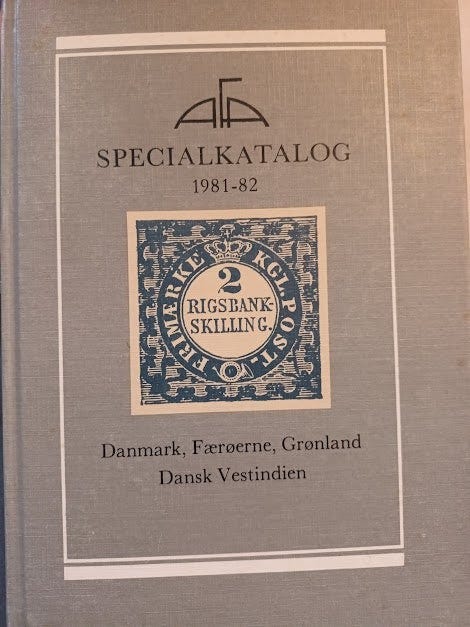 AFA
SPECIALKATALOG
1981-82
KGL. POST-FRIMÆRKE
2
RIGSBANK-
SKILLING.
Danmark, Færøerne, Grønland
Dansk Vestindien